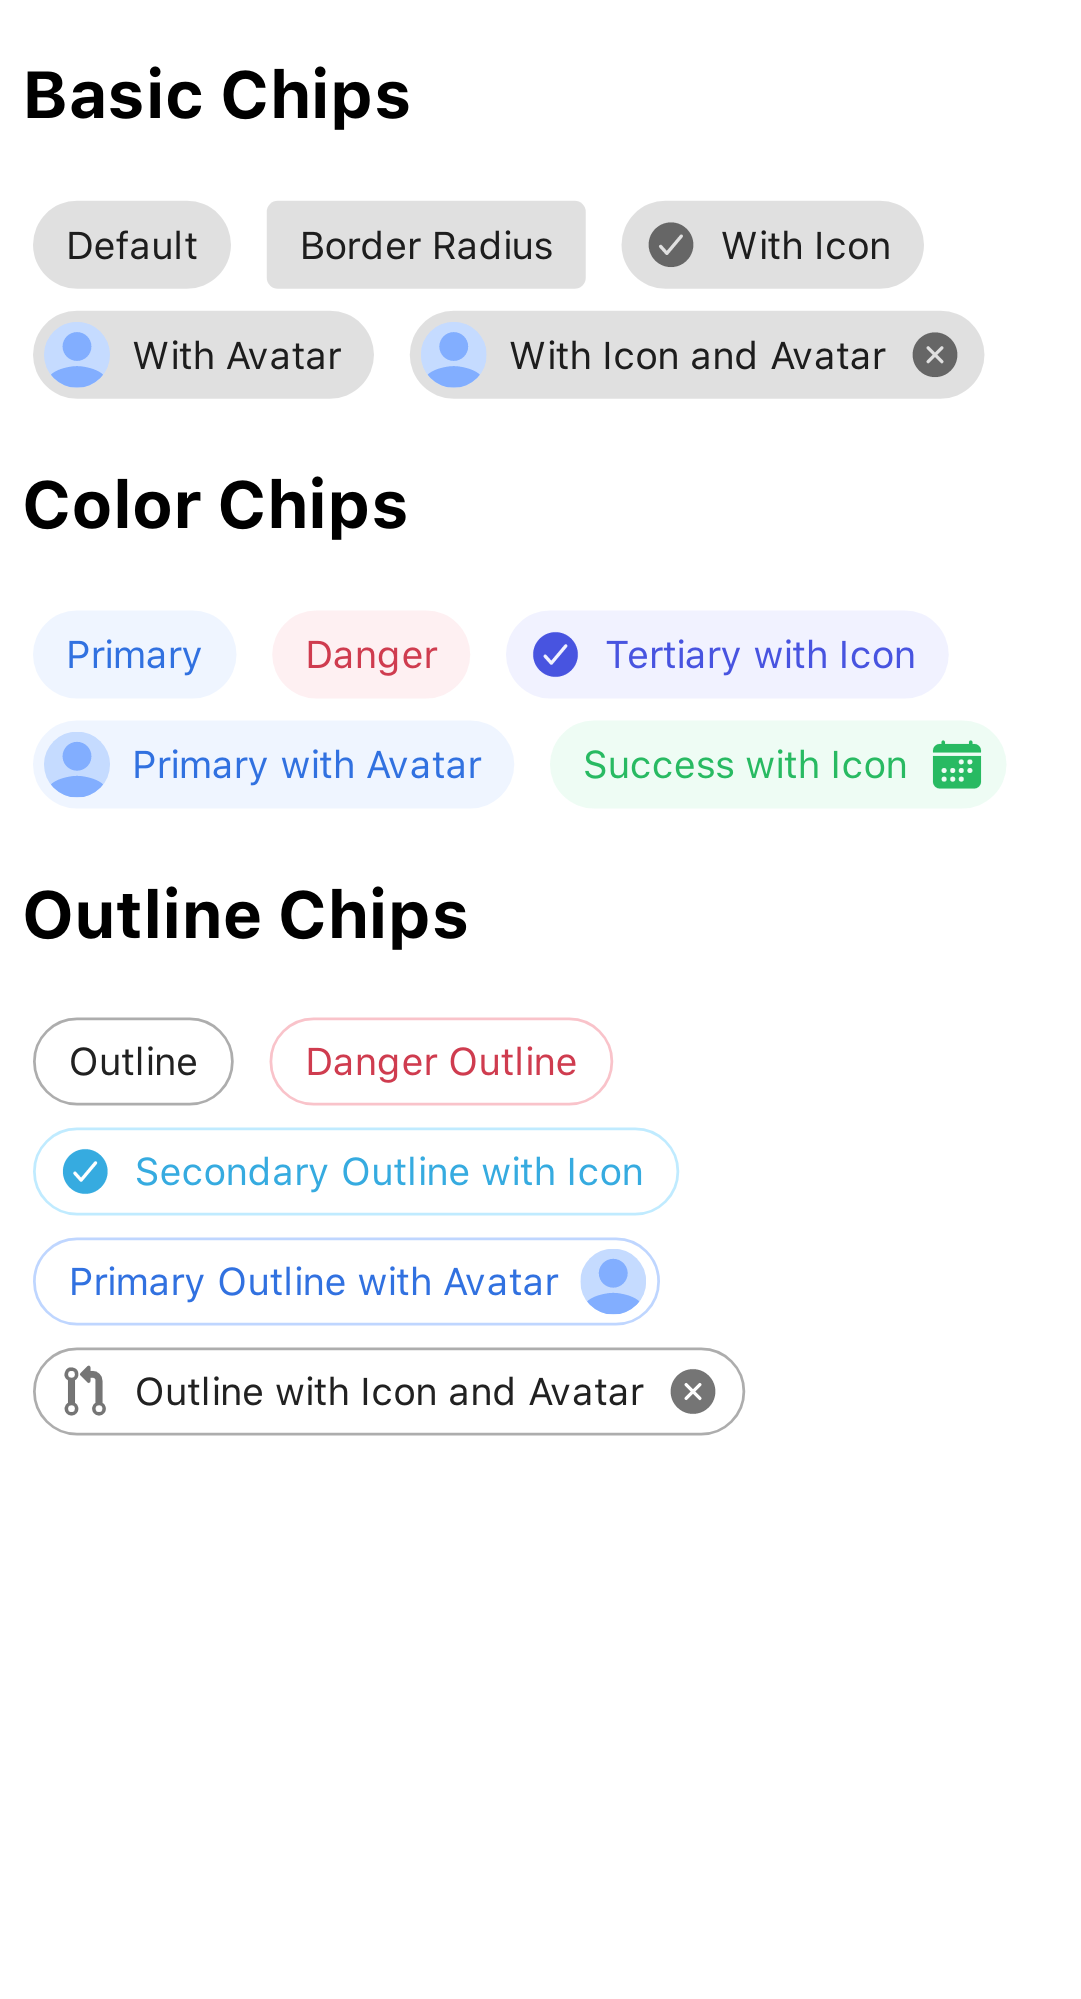 Basic Chips
Default Border Radius With Icon
With Avatar With Icon and Avatar
Color Chips
Primary Danger Tertiary with Icon
Primary with Avatar Success with Icon
Outline Chips
Outline Danger Outline
Secondary Outline with Icon
Primary Outline with Avatar
Outline with Icon and Avatar